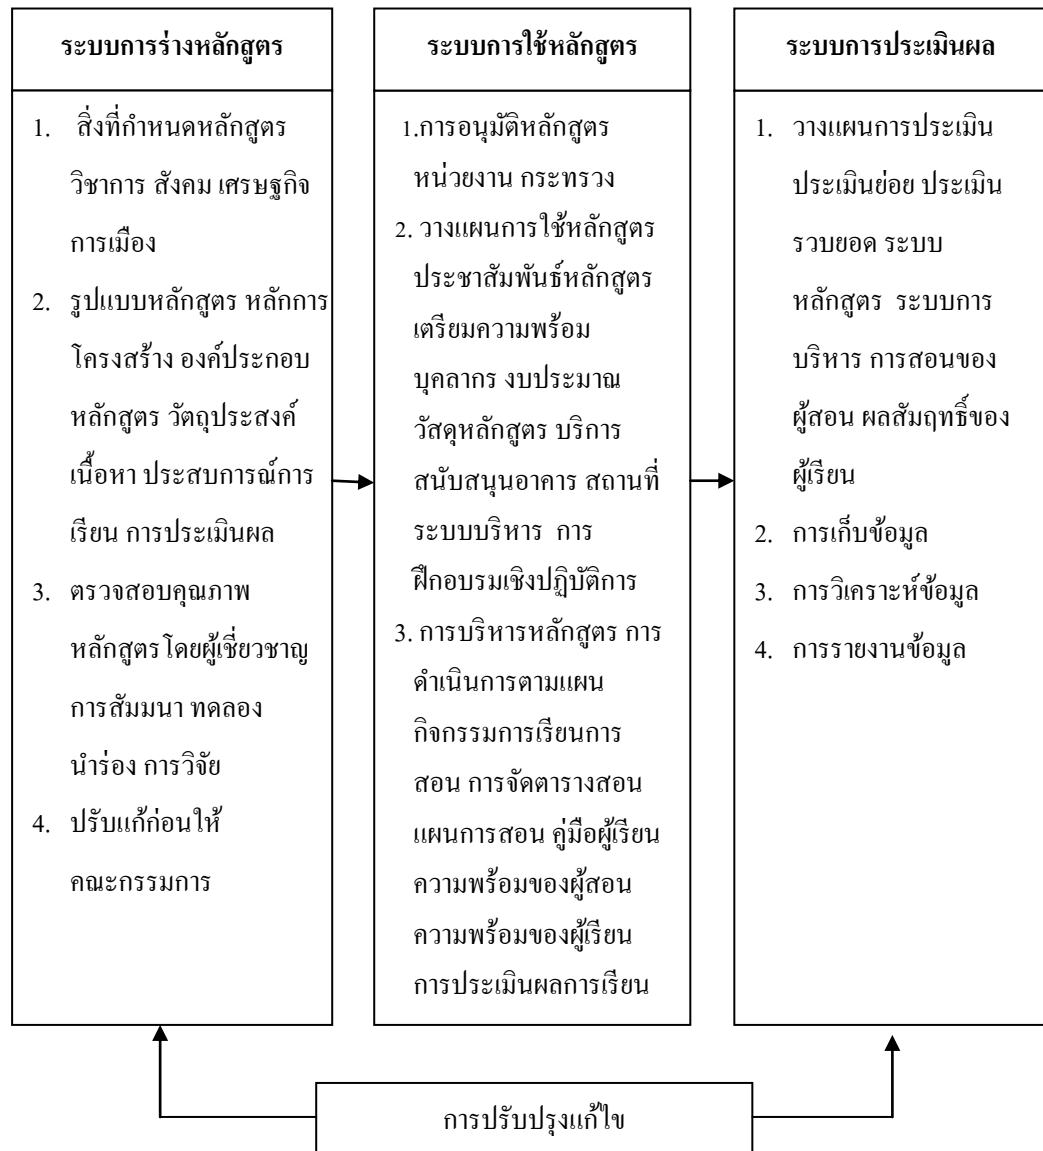 ระบบการร่างหลักสูตร
1. สิ่งที่กำหนดหลักสูตร
วิชาการ สังคม เศรษฐกิจ
การเมือง
2. รูปแบบหลักสูตร หลักการ
โครงสร้าง องค์ประกอบ
หลักสูตร วัตถุประสงค์
เนื้อหา ประสบการณ์การ
เรียน การประเมินผล
3. ตรวจสอบคุณภาพ
หลักสูตรโดยผู้เชี่ยวชาญ
การสัมมนา ทดลอง
นำร่อง การวิจัย
4. ปรับแก้ก่อนให้
คณะกรรมการ
ระบบการใช้หลักสูตร
1.การอนุมัติหลักสูตร
หน่วยงาน กระทรวง
2. วางแผนการใช้หลักสูตร
ประชาสัมพันธ์หลักสูตร
เตรียมความพร้อม
บุคลากร งบประมาณ
วัสดุหลักสูตร บริการ
สนับสนุนอาคาร สถานที่
ระบบบริหาร การ
ฝึกอบรมเชิงปฏิบัติการ
3. การบริหารหลักสูตร การ
ดำเนินการตามแผน
กิจกรรมการเรียนการ
สอน การจัดตารางสอน
แผนการสอน คู่มือผู้เรียน
ความพร้อมของผู้สอน
ความพร้อมของผู้เรียน
การประเมินผลการเรียน
ระบบการประเมินผล
1. วางแผนการประเมิน
ประเมินย่อย ประเมิน
รวบยอด ระบบ
หลักสูตร ระบบการ
บริหาร การสอนของ
ผู้สอน ผลสัมฤทธิ์ของ
ผู้เรียน
2. การเก็บข้อมูล
3. การวิเคราะห์ข้อมูล
4. การรายงานข้อมูล
การปรับปรุงแก้ไข